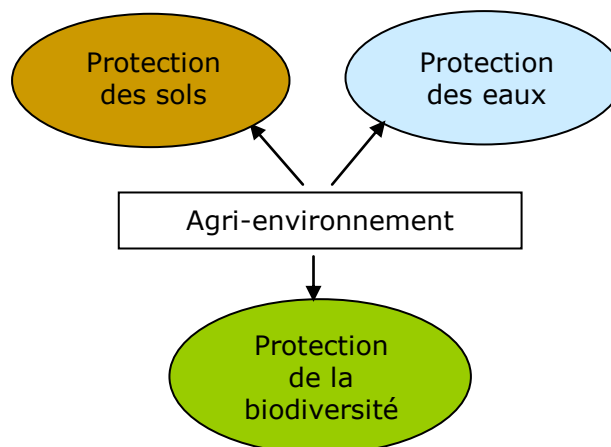 Protection
des sols
Protection
des eaux
Agri-environnement
Protection
de la
biodiversité